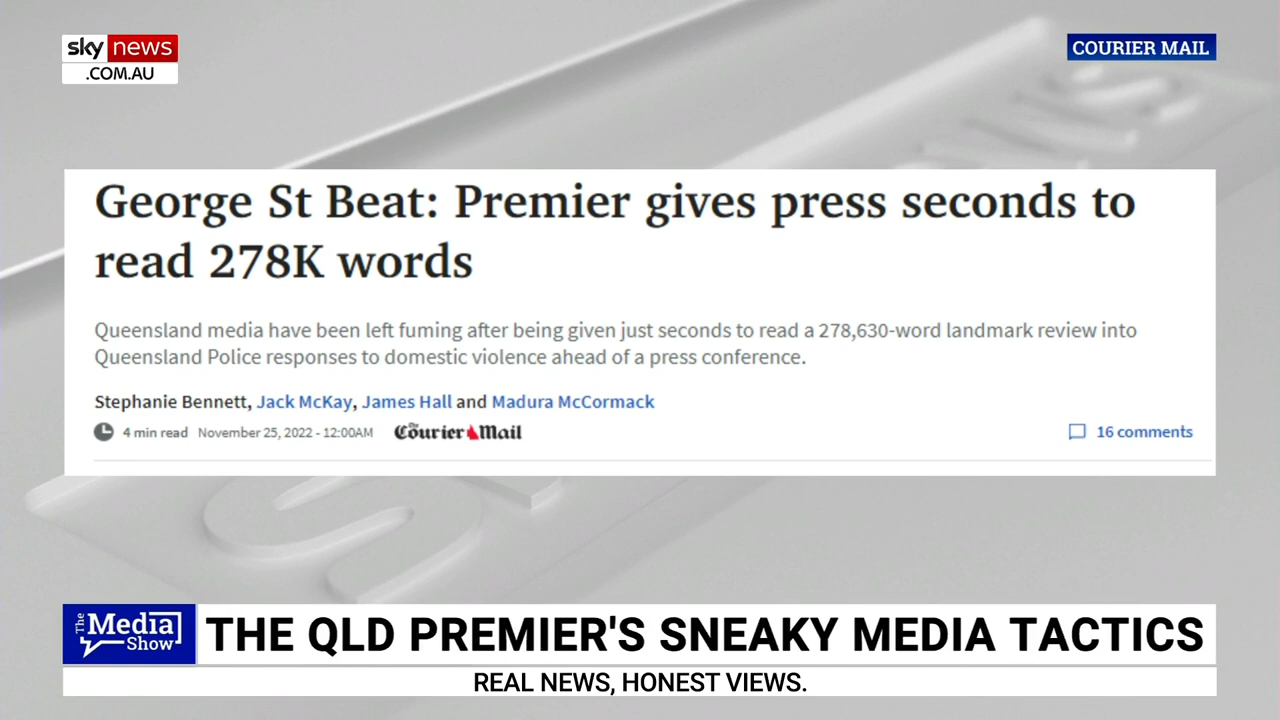 sky news
.COM.AU
COURIER MAIL
George St Beat: Premier gives press seconds to
read 278K words
Queensland media have been left fuming after being given just seconds to read a 278,630-word landmark review into
Queensland Police responses to domestic violence ahead of a press conference.
Stephanie Bennett, Jack McKay, James Hall and Madura McCormack
4 min read November 25, 2022 - 12:00AM The Courier Mail
16 comments
The Media Show
THE QLD PREMIER'S SNEAKY MEDIA TACTICS
REAL NEWS, HONEST VIEWS.